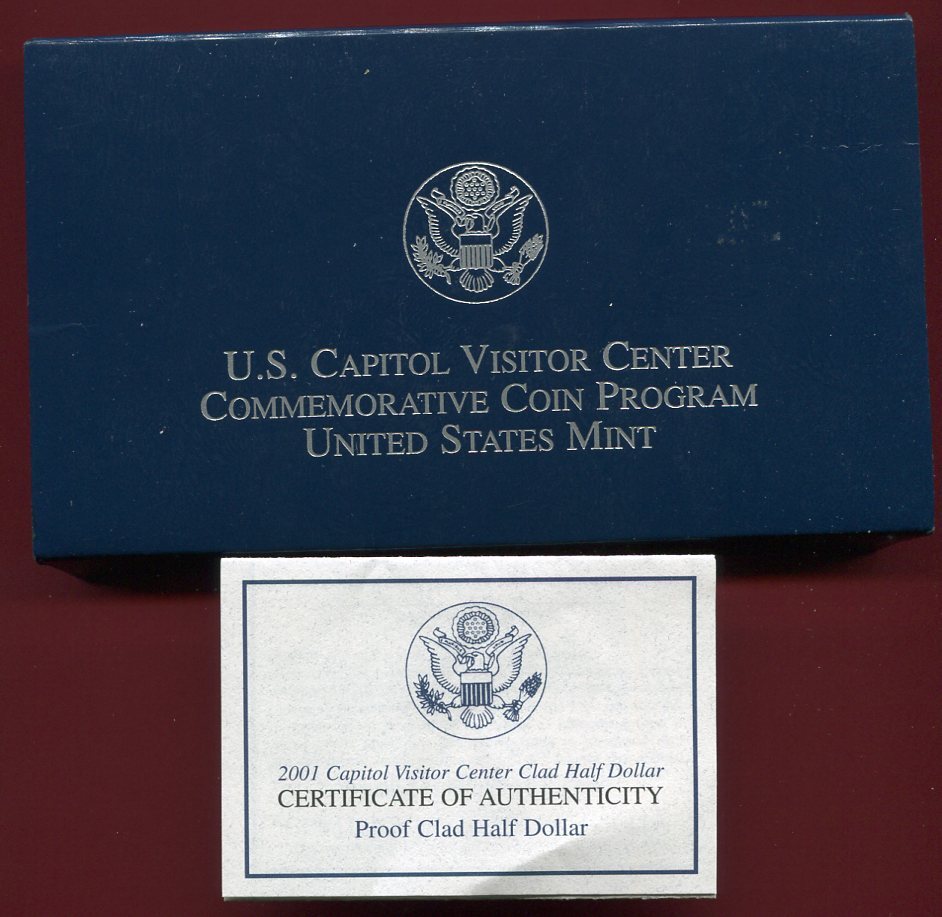 U.S. CAPITOL VISITOR CENTER
COMMEMORATIVE COIN PROGRAM
UNITED STATES MINT
2001 Capitol Visitor Center Clad Half Dollar
CERTIFICATE OF AUTHENTICITY
Proof Clad Half Dollar